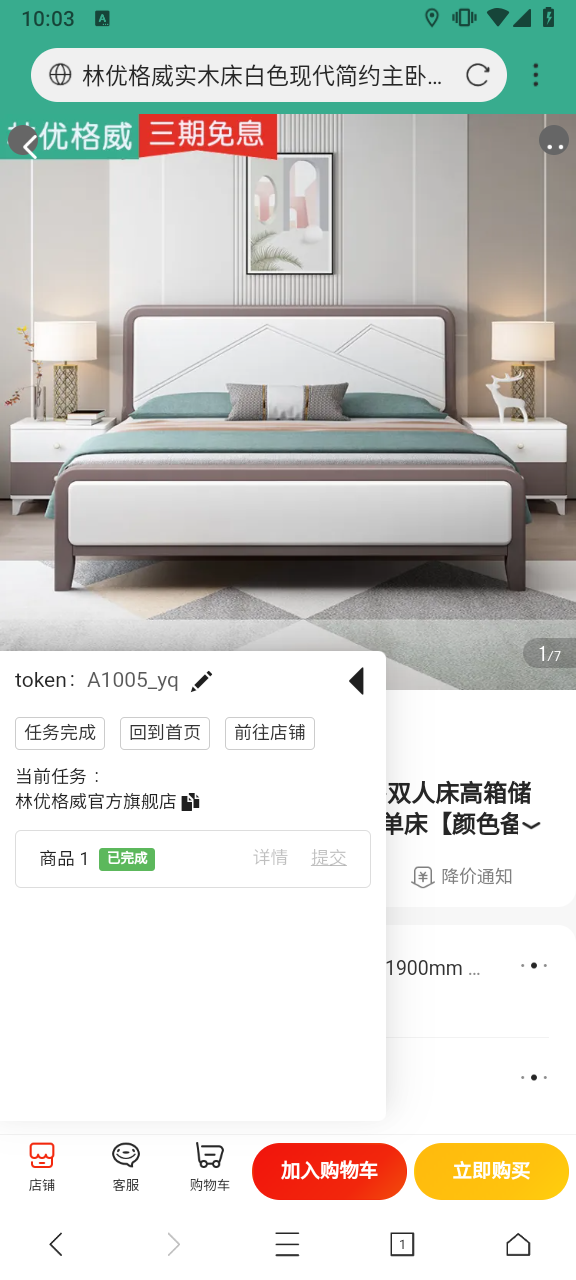 10:03
林优格威实木床白色现代简约主卧...
优格威 三期免息
1/7
token： A1005_yq
任务完成 回到首页 前往店铺
当前任务：
林优格威官方旗舰店
商品 1 已完成 详情 提交
双人床高箱储
单床【颜色备
降价通知
1900mm ...
店铺 客服 购物车 加入购物车 立即购买
1